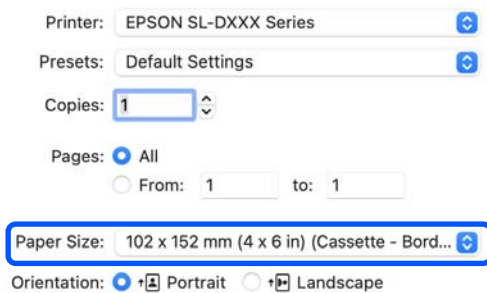 Printer: EPSON SL-DXXX Series
Presets: Default Settings
Copies: 1
Pages: All
From: 1 to: 1
Paper Size: 102 x 152 mm (4 x 6 in) (Cassette - Bord...
Orientation: Portrait Landscape